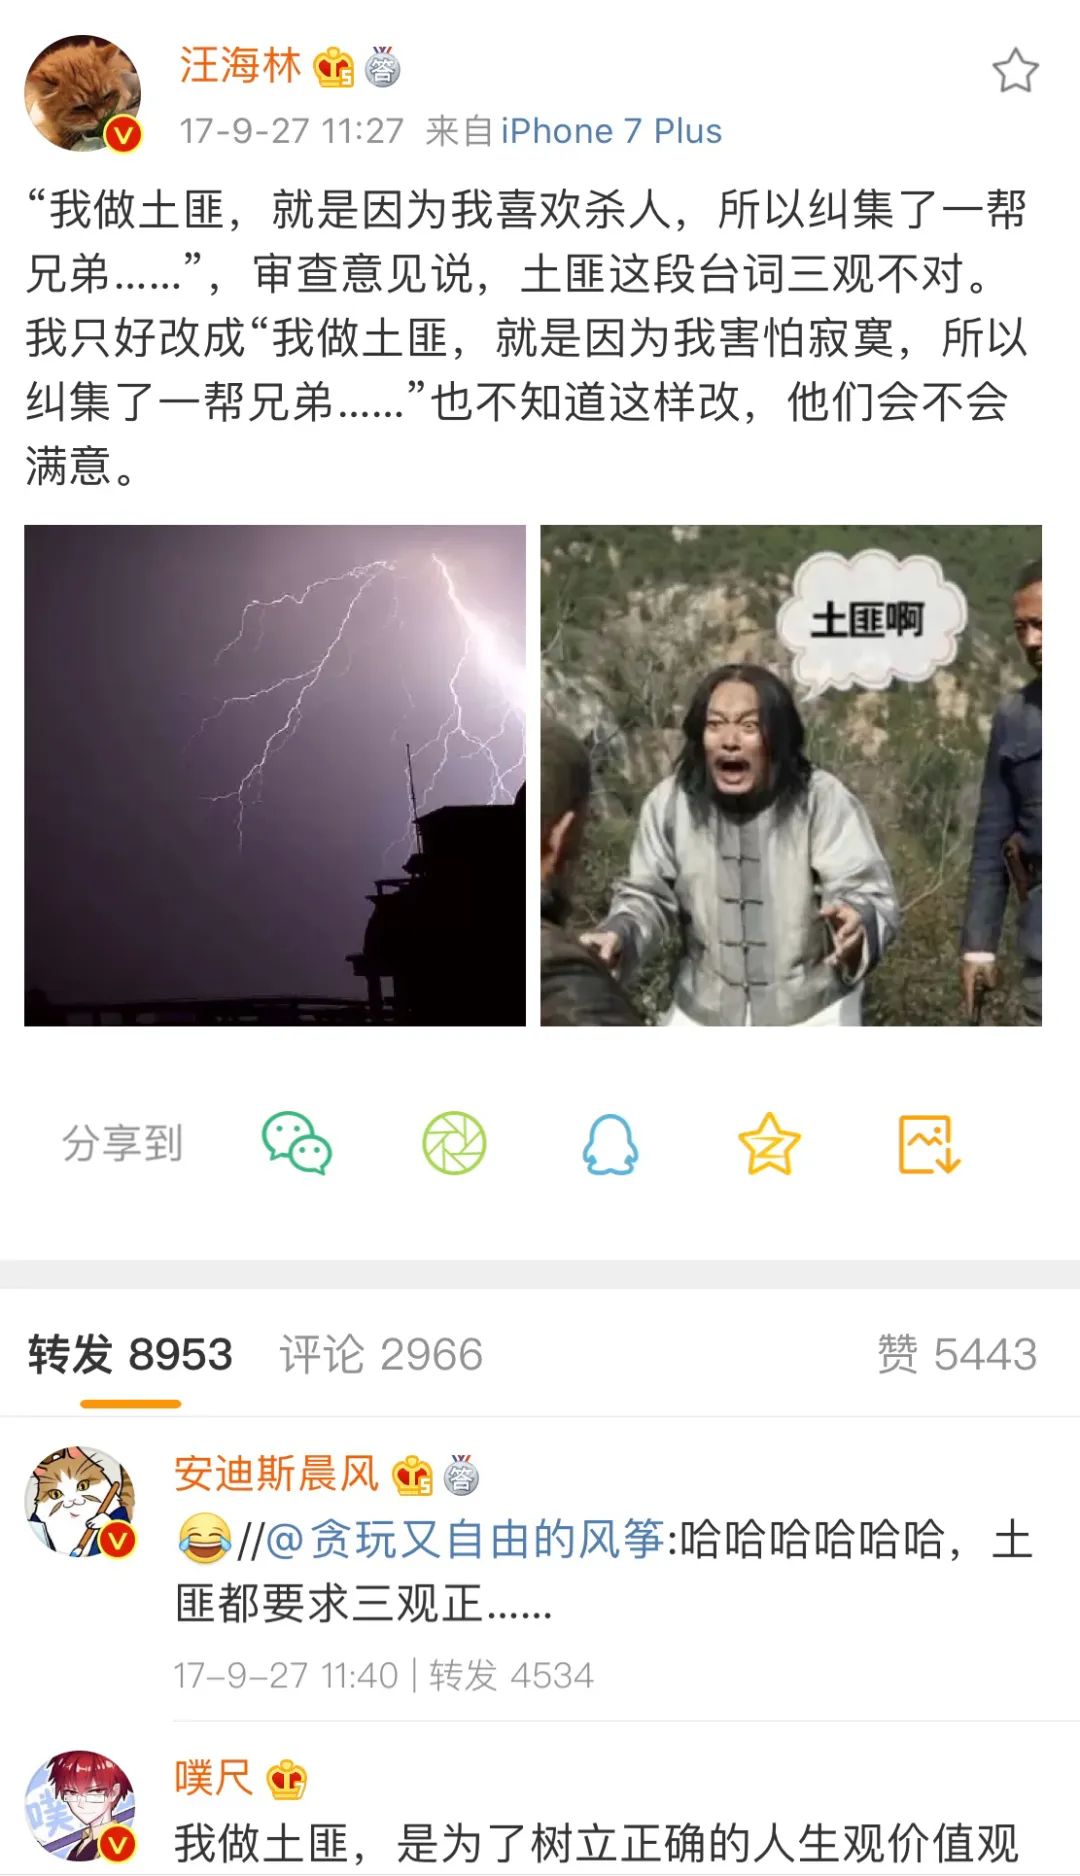 汪海林
17-9-27 11:27 来自 iPhone 7 Plus
“我做土匪，就是因为我喜欢杀人，所以纠集了一帮
兄弟……”，审查意见说，土匪这段台词三观不对。
我只好改成“我做土匪，就是因为我害怕寂寞，所以
纠集了一帮兄弟……”也不知道这样改，他们会不会
满意。
土匪啊
分享到
转发 8953 评论 2966 赞 5443
安迪斯晨风
😂//@贪玩又自由的风筝:哈哈哈哈哈哈，土
匪都要求三观正……
17-9-27 11:40 | 转发 4534
噗尺
我做土匪，是为了树立正确的人生观价值观